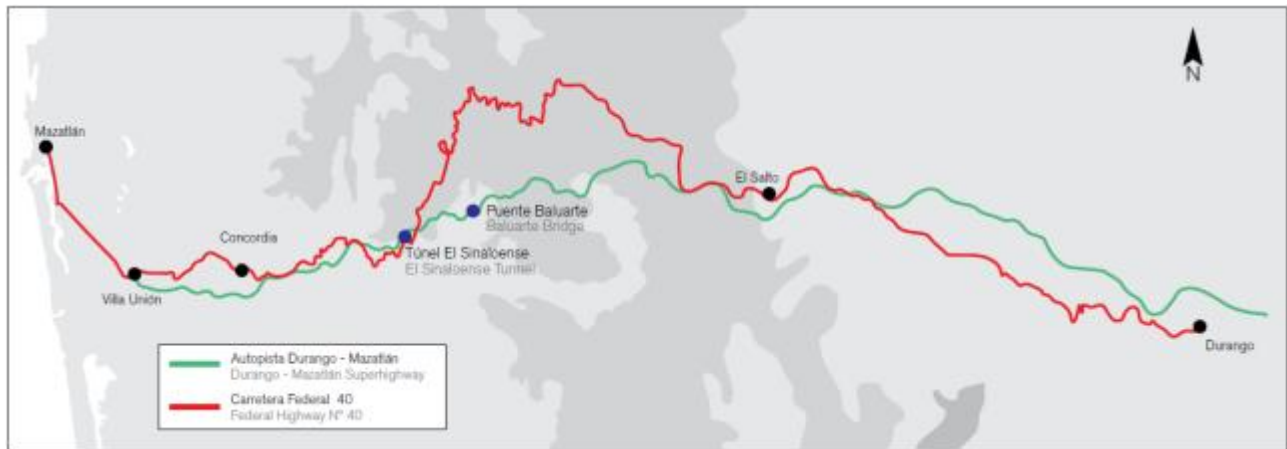 N
Mazatlán
El Salto
Puente Baluarte
Baluarte Bridge
Concordia
Túnel El Sinaloense
El Sinaloense Tunnel
Villa Unión
Durango
Autopista Durango - Mazatlán
Durango - Mazatlán Superhighway
Carretera Federal 40
Federal Highway N° 40